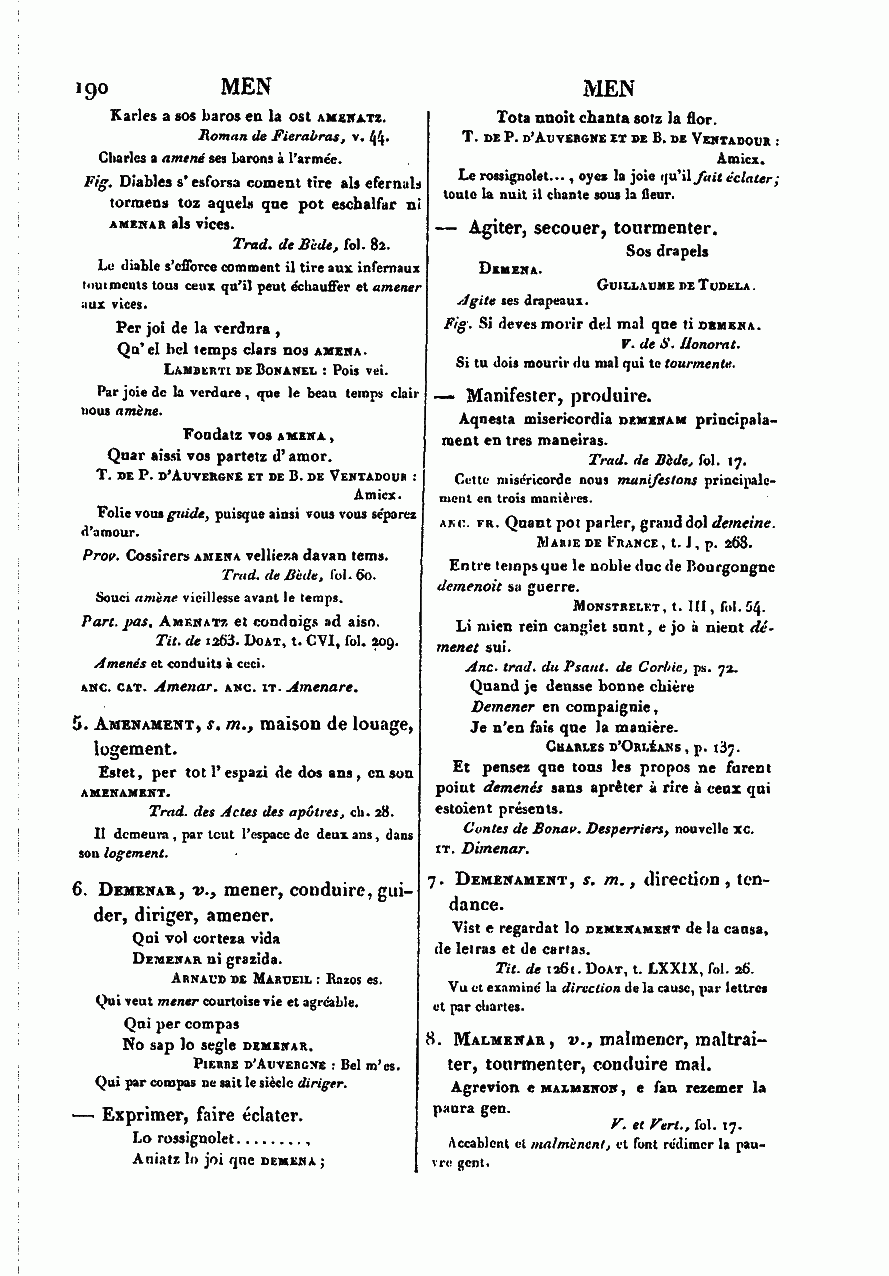 190 MEN MEN
Karles a sos baros en la ost AMENATZ.
Roman de Fierabras, v. 44.
Charles a amené ses barons à l'armée.
Fig. Diables s'esforsa coment tire als efernals
tormens toz aquels que pot eschalfar ni
AMENAR als vices.
Trad. de Bède, fol. 82.
Le diable s'efforce comment il tire aux infernaux
tourments tous ceux qu'il peut échauffer et amener
aux vices.
Per joi de la verdura,
Qu'el bel temps clars nos AMENA.
LAMBERTI DE BONANEL : Pois vei.
Par joie de la verdure, que le beau temps clair
nous amène.
Foudatz vos AMENA,
Quar aissi vos partetz d'amor.
T. DE P. D'AUVERGNE ET DE B. DE VENTADOUR :
Amicx.
Folie vous guide, puisque ainsi vous vous séparez
d'amour.
Prov. Cossirers AMENA vellieza davan tems.
Trad. de Bède, fol. 60.
Souci amène vieillesse avant le temps.
Part. pas. AMENATZ et conduigs ad aiso.
Tit. de 1263. DOAT, t. CVI, fol. 209.
Amenés et conduits à ceci.
ANC. CAT. Amenar. ANC. IT. Amenare.
5. AMENAMENT, s. m., maison de louage,
logement.
Estet, per tot l'espazi de dos ans, en son
AMENAMENT.
Trad. des Actes des apôtres, ch. 28.
Il demeura, par tout l'espace de deux ans, dans
son logement.
6. DEMENAR, v., mener, conduire, gui-
der, diriger, amener.
Qui vol corteza vida
DEMENAR ni grazida.
ARNAUD DE MARUEIL : Razos es.
Qui veut mener courtoise vie et agréable.
Qui per compas
No sap lo segle DEMENAR.
PIERRE D'AUVERGNE : Bel m'es.
Qui par compas ne sait le siècle diriger.
— Exprimer, faire éclater.
Lo rossignolet.........,
Aniatz lo joi que DEMENA;
Tota nuoit chanta sotz la flor.
T. DE P. D'AUVERGNE ET DE B. DE VENTADOUR :
Amicx.
Le rossignolet..., oyez la joie qu'il fait éclater;
toute la nuit il chante sous la fleur.
— Agiter, secouer, tourmenter.
Sos drapels
DEMENA.
GUILLAUME DE TUDELA.
Agite ses drapeaux.
Fig. Si deves morir del mal que ti DEMENA.
V. de S. Honorat.
Si tu dois mourir du mal qui te tourmente.
— Manifester, produire.
Aquesta misericordia DEMENAM principala-
ment en tres maneiras.
Trad. de Bède, fol. 17.
Cette miséricorde nous manifestons principale-
ment en trois manières.
ANC. FR. Quant pot parler, grand dol demeine.
MARIE DE FRANCE, t. I, p. 268.
Entre temps que le noble duc de Bourgongne
demenoit sa guerre.
MONSTRELET, t. III, fol. 54.
Li mien rein cangiet sunt, e jo à nient dé-
menet sui.
Anc. trad. du Psaut. de Corbie, ps. 72.
Quand je deusse bonne chière
Demener en compaignie,
Je n'en fais que la manière.
CHARLES D'ORLÉANS, p. 137.
Et pensez que tous les propos ne furent
point demenés sans aprêter à rire à ceux qui
estoient présents.
Contes de Bonav. Desperriers, nouvelle XC.
IT. Dimenar.
7. DEMENAMENT, s. m., direction, ten-
dance.
Vist e regardat lo DEMENAMENT de la causa,
de letras et de cartas.
Tit. de 1261. DOAT, t. LXXIX, fol. 26.
Vu et examiné la direction de la cause, par lettres
et par chartes.
8. MALMENAR, v., malmener, maltrai-
ter, tourmenter, conduire mal.
Agrevion e MALMENON, e fan rezemer la
paura gen.
V. et Vert., fol. 17.
Accablent et malmènent, et font rédimer la pau-
vre gent.